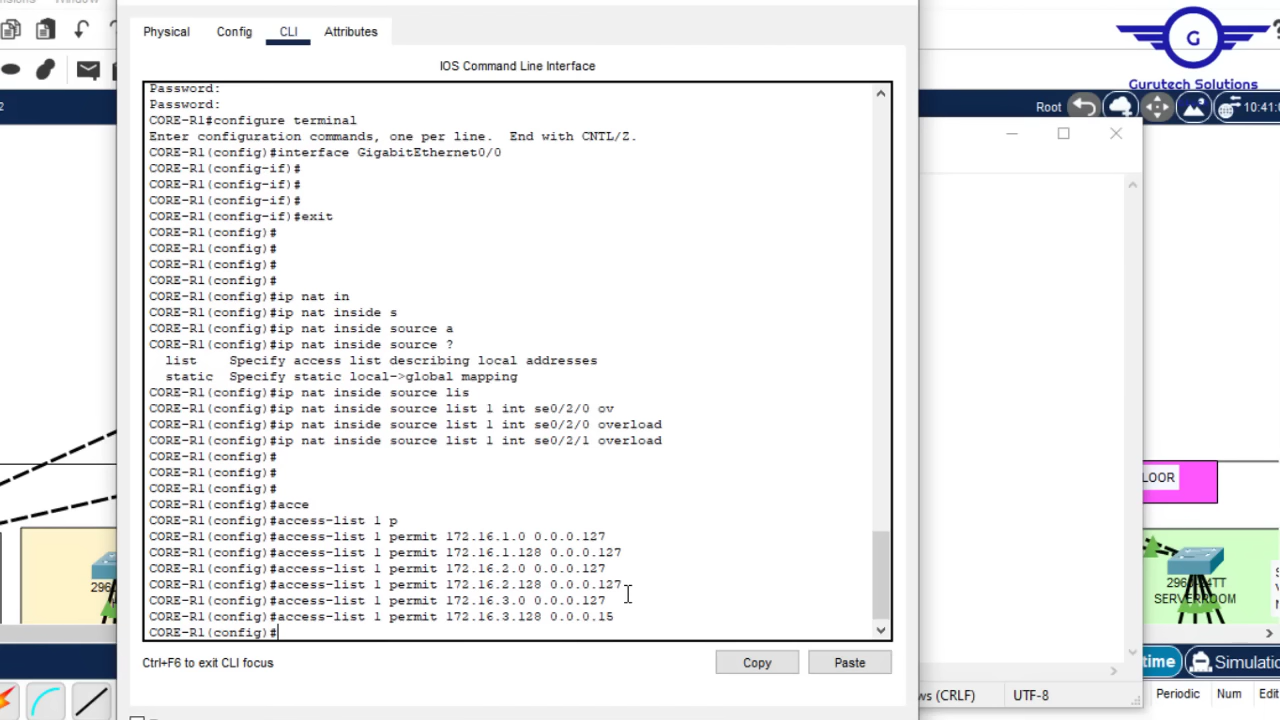 Window
Physical
Config
CLI
Attributes
G
Gurutech Solutions
IOS Command Line Interface
Root
10:41:0
Password:
Password:
CORE-R1#configure terminal
Enter configuration commands, one per line.  End with CNTL/Z.
CORE-R1(config)#interface GigabitEthernet0/0
CORE-R1(config-if)#
CORE-R1(config-if)#
CORE-R1(config-if)#
CORE-R1(config-if)#exit
CORE-R1(config)#
CORE-R1(config)#
CORE-R1(config)#
CORE-R1(config)#
CORE-R1(config)#ip nat in
CORE-R1(config)#ip nat inside s
CORE-R1(config)#ip nat inside source a
CORE-R1(config)#ip nat inside source ?
list    Specify access list describing local addresses
static  Specify static local->global mapping
CORE-R1(config)#ip nat inside source lis
CORE-R1(config)#ip nat inside source list 1 int se0/2/0 ov
CORE-R1(config)#ip nat inside source list 1 int se0/2/0 overload
CORE-R1(config)#ip nat inside source list 1 int se0/2/1 overload
CORE-R1(config)#
CORE-R1(config)#
CORE-R1(config)#
CORE-R1(config)#acce
CORE-R1(config)#access-list 1 p
CORE-R1(config)#access-list 1 permit 172.16.1.0 0.0.0.127
CORE-R1(config)#access-list 1 permit 172.16.1.128 0.0.0.127
CORE-R1(config)#access-list 1 permit 172.16.2.0 0.0.0.127
CORE-R1(config)#access-list 1 permit 172.16.2.128 0.0.0.127
CORE-R1(config)#access-list 1 permit 172.16.3.0 0.0.0.127
CORE-R1(config)#access-list 1 permit 172.16.3.128 0.0.0.15
CORE-R1(config)#
Ctrl+F6 to exit CLI focus
Copy
Paste
LOOR
296
SERVERROOM
time
Simulatio
ws (CRLF)
UTF-8
Periodic
Num
Edit